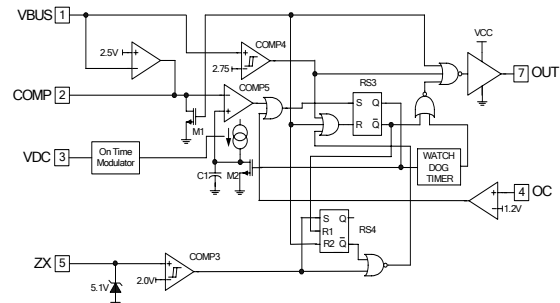 VBUS 1
2.5V
COMP4
2.75
VCC
7 OUT
COMP 2
COMP5
RS3
S Q
R Q
M1
VDC 3
On Time
Modulator
C1
M2
WATCH
DOG
TIMER
4 OC
1.2V
RS4
S Q
R1
R2 Q
ZX 5
COMP3
5.1V
2.0V